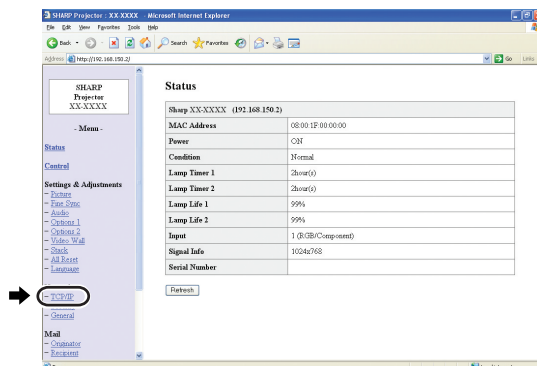 SHARP Projector : XX-XXXX - Microsoft Internet Explorer
File Edit View Favorites Tools Help
Back Search Favorites
Address http://192.168.150.2/ Go Links
SHARP
Projector
XX-XXXX
- Menu -
Status
Control
Settings & Adjustments
- Picture
- Fine Sync
- Audio
- Options 1
- Options 2
- Video Wall
- Stack
- All Reset
- Language
- TCP/IP
- General
Mail
- Originator
- Recipient
Status
Sharp XX-XXXX (192.168.150.2)
MAC Address 08:00:1F:00:00:00
Power ON
Condition Normal
Lamp Timer 1 2hour(s)
Lamp Timer 2 2hour(s)
Lamp Life 1 99%
Lamp Life 2 99%
Input 1 (RGB/Component)
Signal Info 1024x768
Serial Number
Refresh